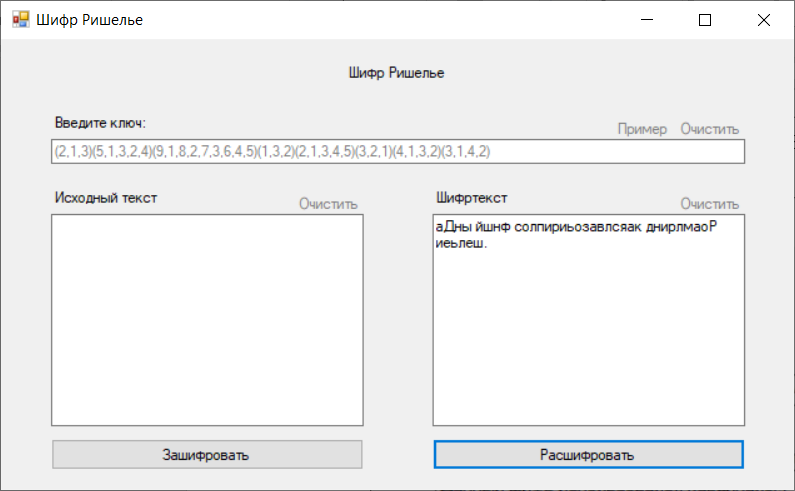 Шифр Ришелье
Шифр Ришелье
Введите ключ:
Пример Очистить
(2,1,3)(5,1,3,2,4)(9,1,8,2,7,3,6,4,5)(1,3,2)(2,1,3,4,5)(3,2,1)(4,1,3,2)(3,1,4,2)
Исходный текст Очистить
Шифртекст Очистить
аДны йшнф солпириьозавлсяак днирлмаоР
иеьлеш.
Зашифровать
Расшифровать